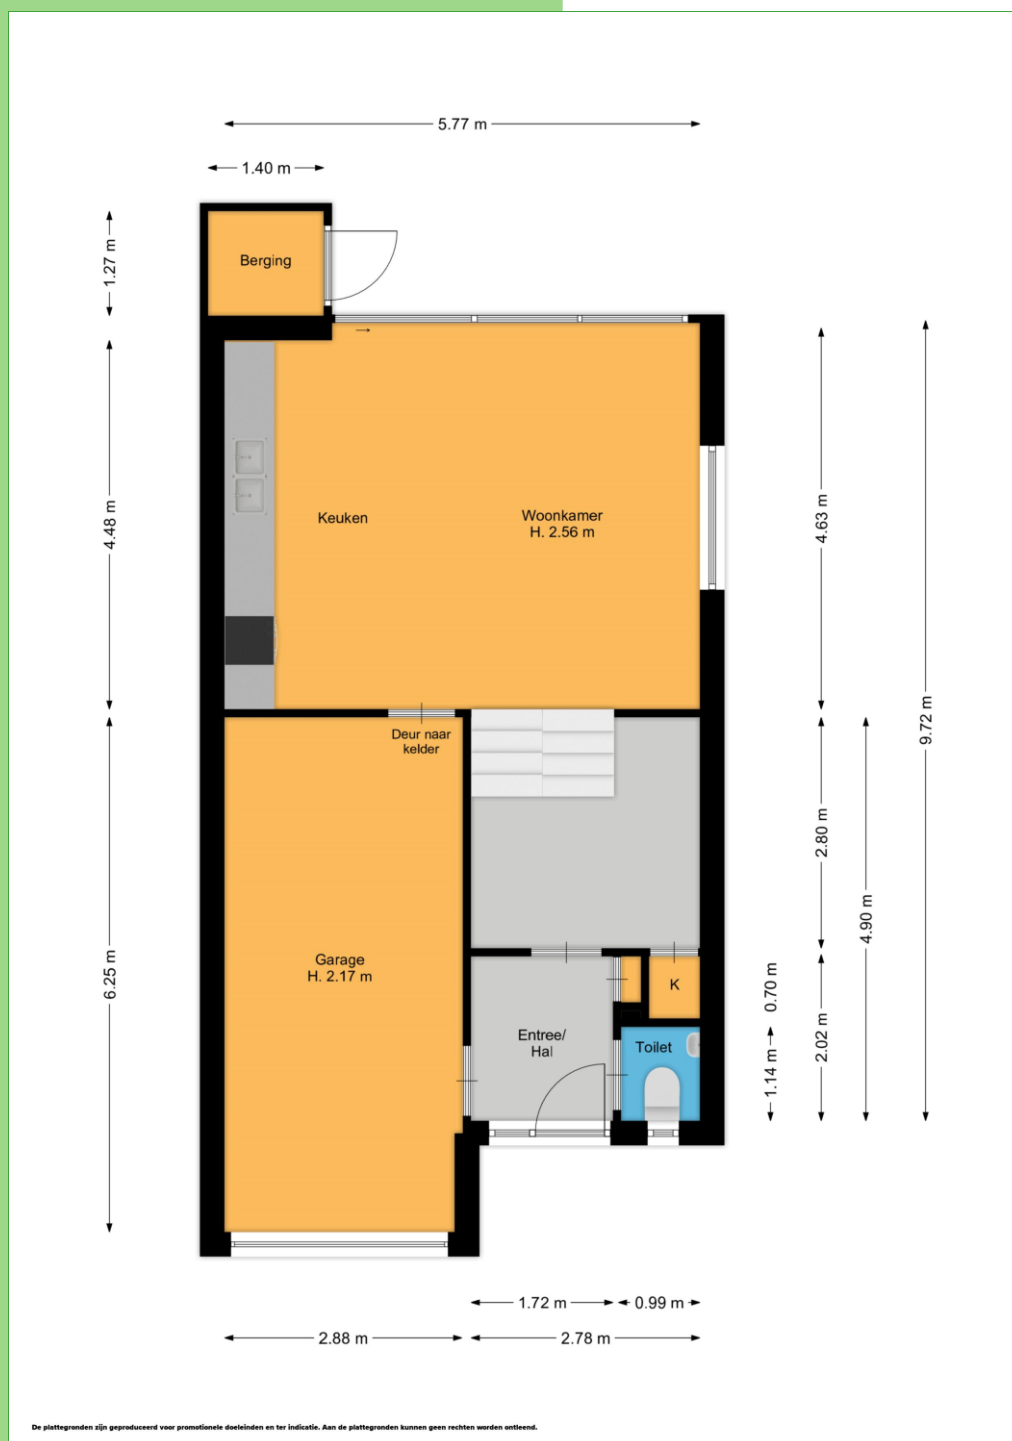 5.77 m
1.40 m
1.27 m
Berging
4.48 m
Keuken
Woonkamer
H. 2.56 m
4.63 m
9.72 m
Deur naar
kelder
2.80 m
4.90 m
6.25 m
Garage
H. 2.17 m
K
0.70 m
Entree/
Hal
Toilet
2.02 m
1.14 m
1.72 m
0.99 m
2.88 m
2.78 m
De plattegronden zijn geproduceerd voor promotionele doeleinden en ter indicatie. Aan de plattegronden kunnen geen rechten worden ontleend.